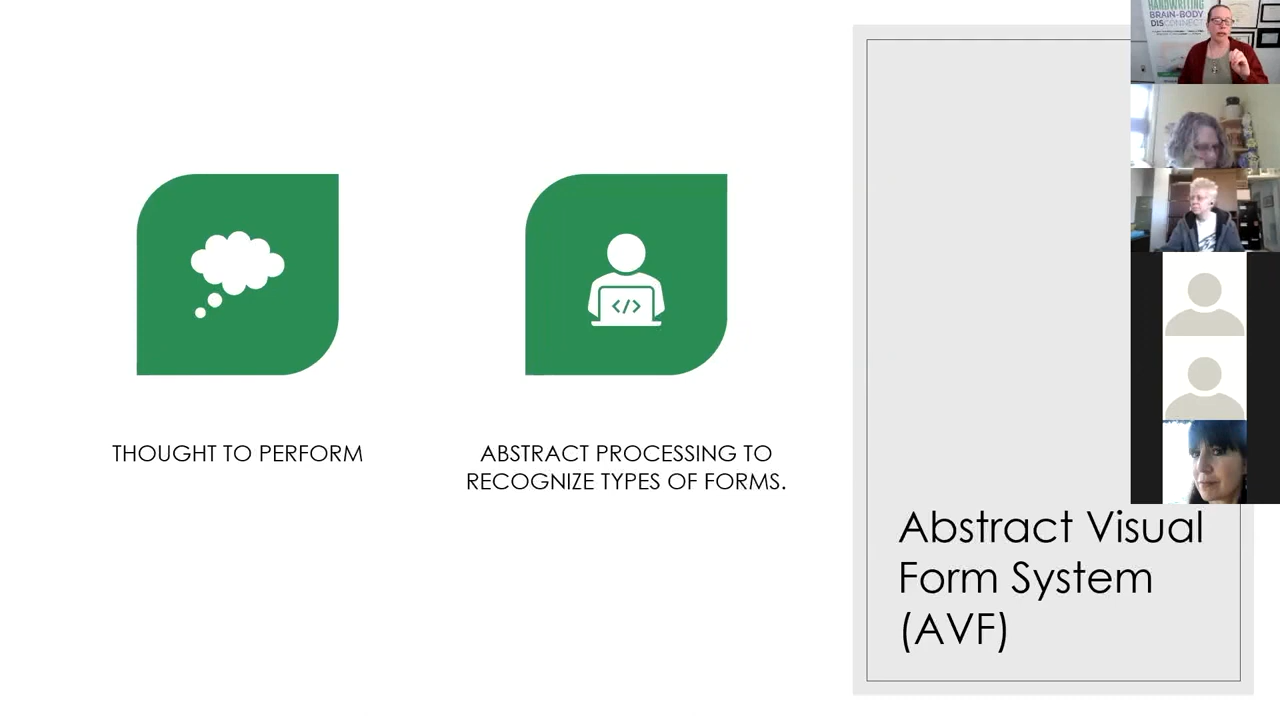 THOUGHT TO PERFORM
ABSTRACT PROCESSING TO
RECOGNIZE TYPES OF FORMS.
Abstract Visual
Form System
(AVF)
</>
HANDWRITING
BRAIN-BODY
DISCONNECT